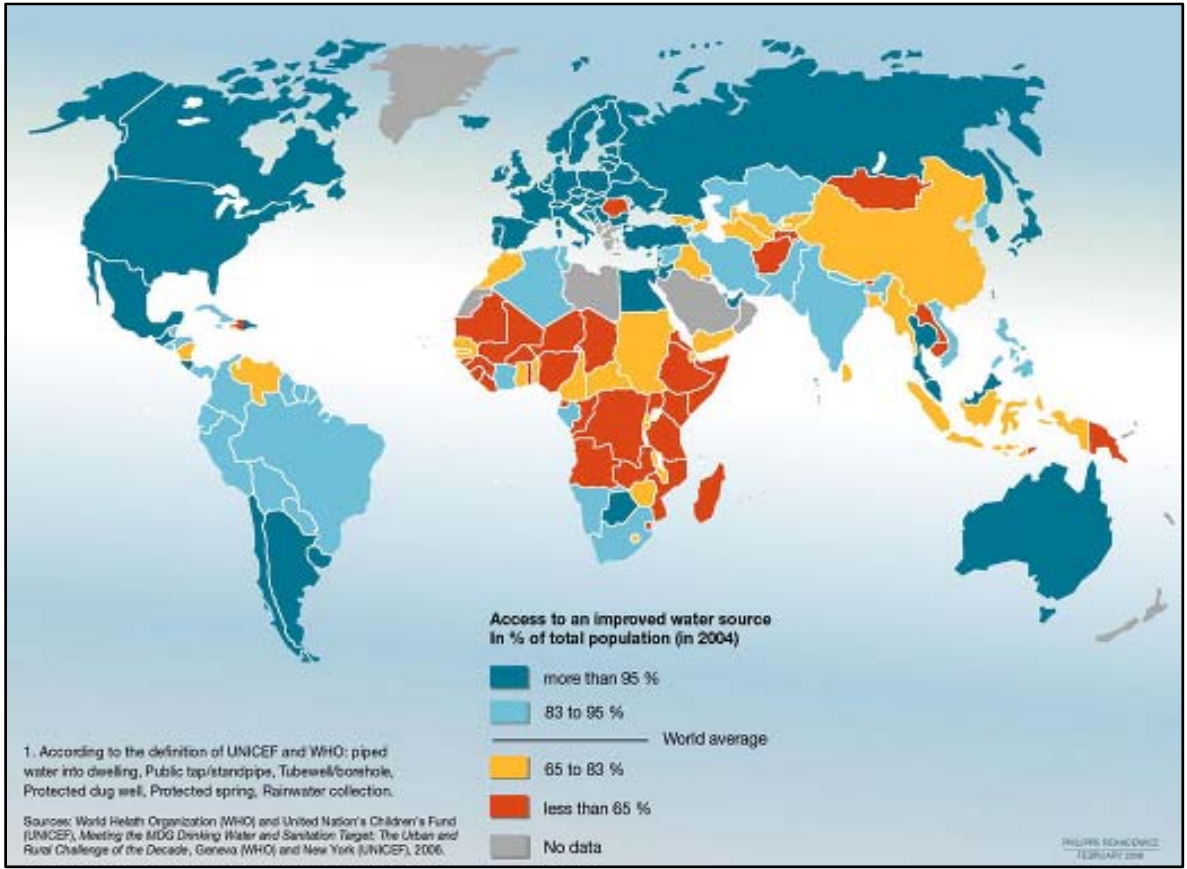 Access to an improved water source
In % of total population (in 2004)
more than 95 %
83 to 95 %
World average
65 to 83 %
less than 65 %
No data
1. According to the definition of UNICEF and WHO: piped
water into dwelling, Public tap/standpipe, Tubewell/borehole,
Protected dug well, Protected spring, Rainwater collection.
Sources: World Helath Organization (WHO) and United Nation's Children's Fund
(UNICEF), Meeting the MDG Drinking Water and Sanitation Target: The Urban and
Rural Challenge of the Decade, Geneva (WHO) and New York (UNICEF), 2006.
PHILIPPE REKACEWICZ
FEBRUARY